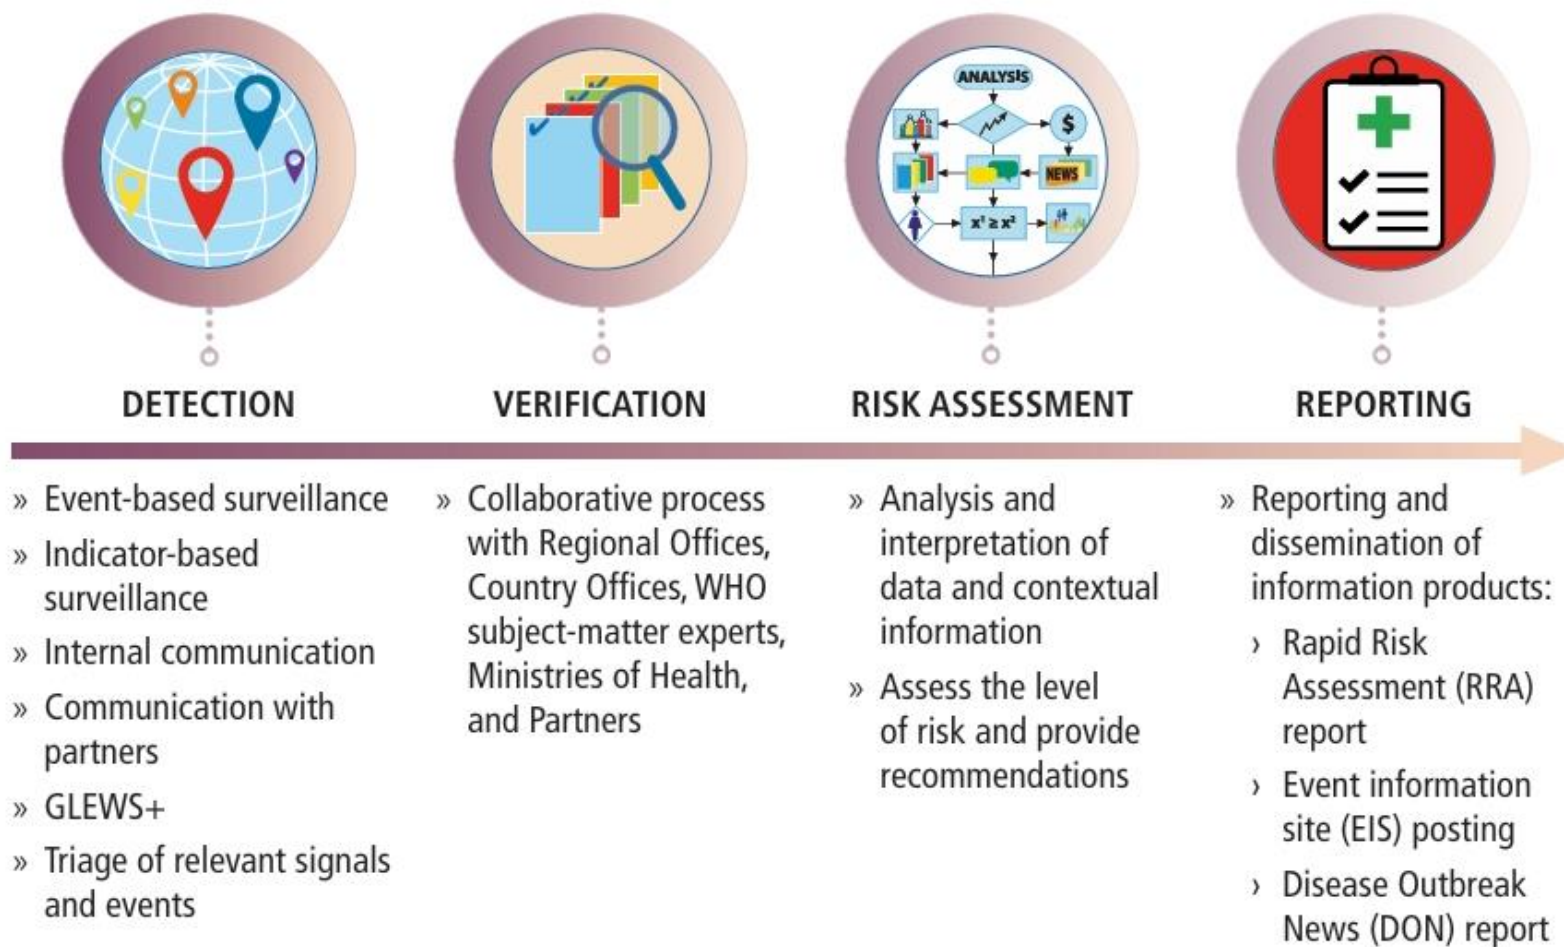 ANALYSIS
$
NEWS
x¹ ≥ x²
DETECTION
» Event-based surveillance
» Indicator-based
surveillance
» Internal communication
» Communication with
partners
» GLEWS+
» Triage of relevant signals
and events
VERIFICATION
» Collaborative process
with Regional Offices,
Country Offices, WHO
subject-matter experts,
Ministries of Health,
and Partners
RISK ASSESSMENT
» Analysis and
interpretation of
data and contextual
information
» Assess the level
of risk and provide
recommendations
REPORTING
» Reporting and
dissemination of
information products:
› Rapid Risk
Assessment (RRA)
report
› Event information
site (EIS) posting
› Disease Outbreak
News (DON) report